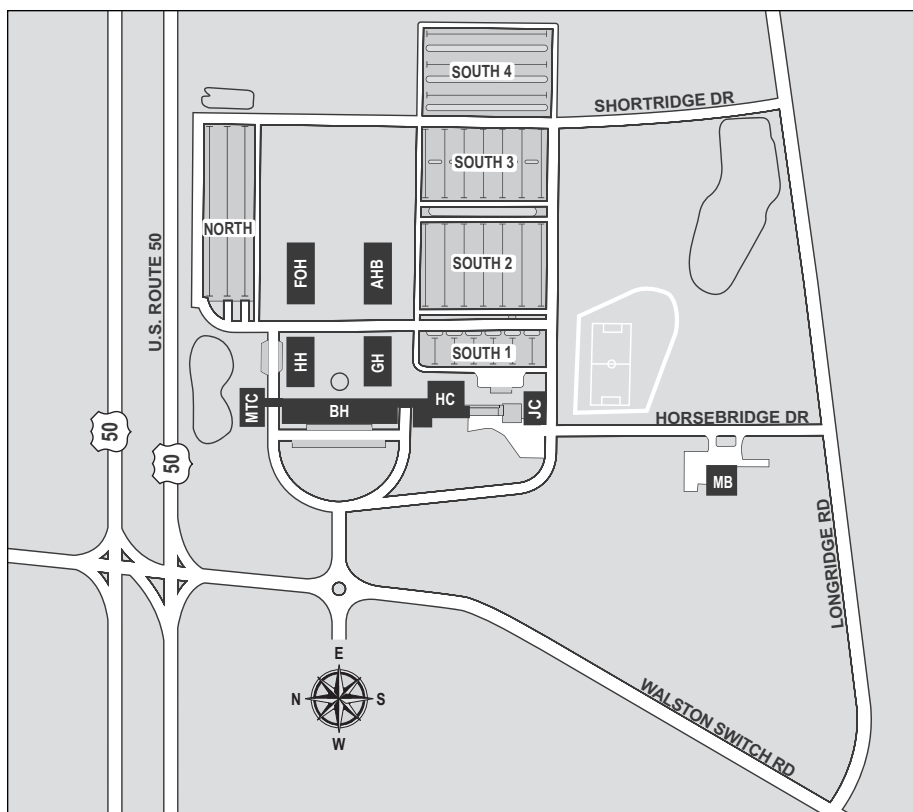 SOUTH 4
SHORTRIDGE DR
SOUTH 3
NORTH
U.S. ROUTE 50
FOH
AHB
SOUTH 2
SOUTH 1
HH
GH
MTC
BH
HC
JC
HORSEBRIDGE DR
50
50
MB
LONGRIDGE RD
WALSTON SWITCH RD
E
N
S
W